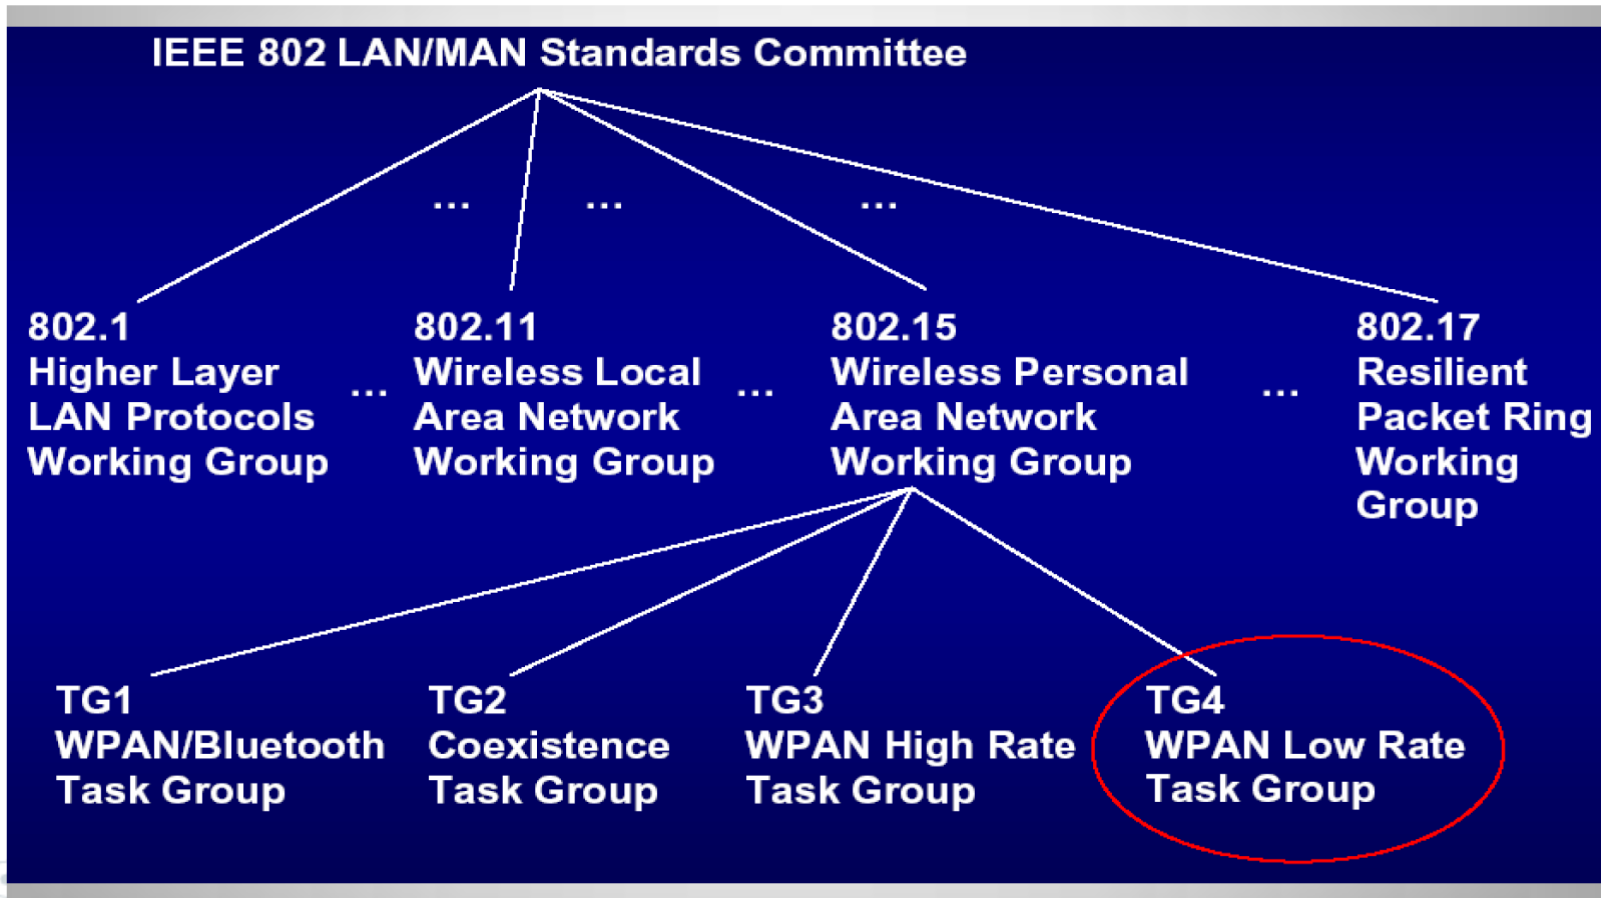 IEEE 802 LAN/MAN Standards Committee
... ... ...
802.1
Higher Layer
LAN Protocols
Working Group
...
802.11
Wireless Local
Area Network
Working Group
...
802.15
Wireless Personal
Area Network
Working Group
...
802.17
Resilient
Packet Ring
Working
Group
TG1
WPAN/Bluetooth
Task Group
TG2
Coexistence
Task Group
TG3
WPAN High Rate
Task Group
TG4
WPAN Low Rate
Task Group